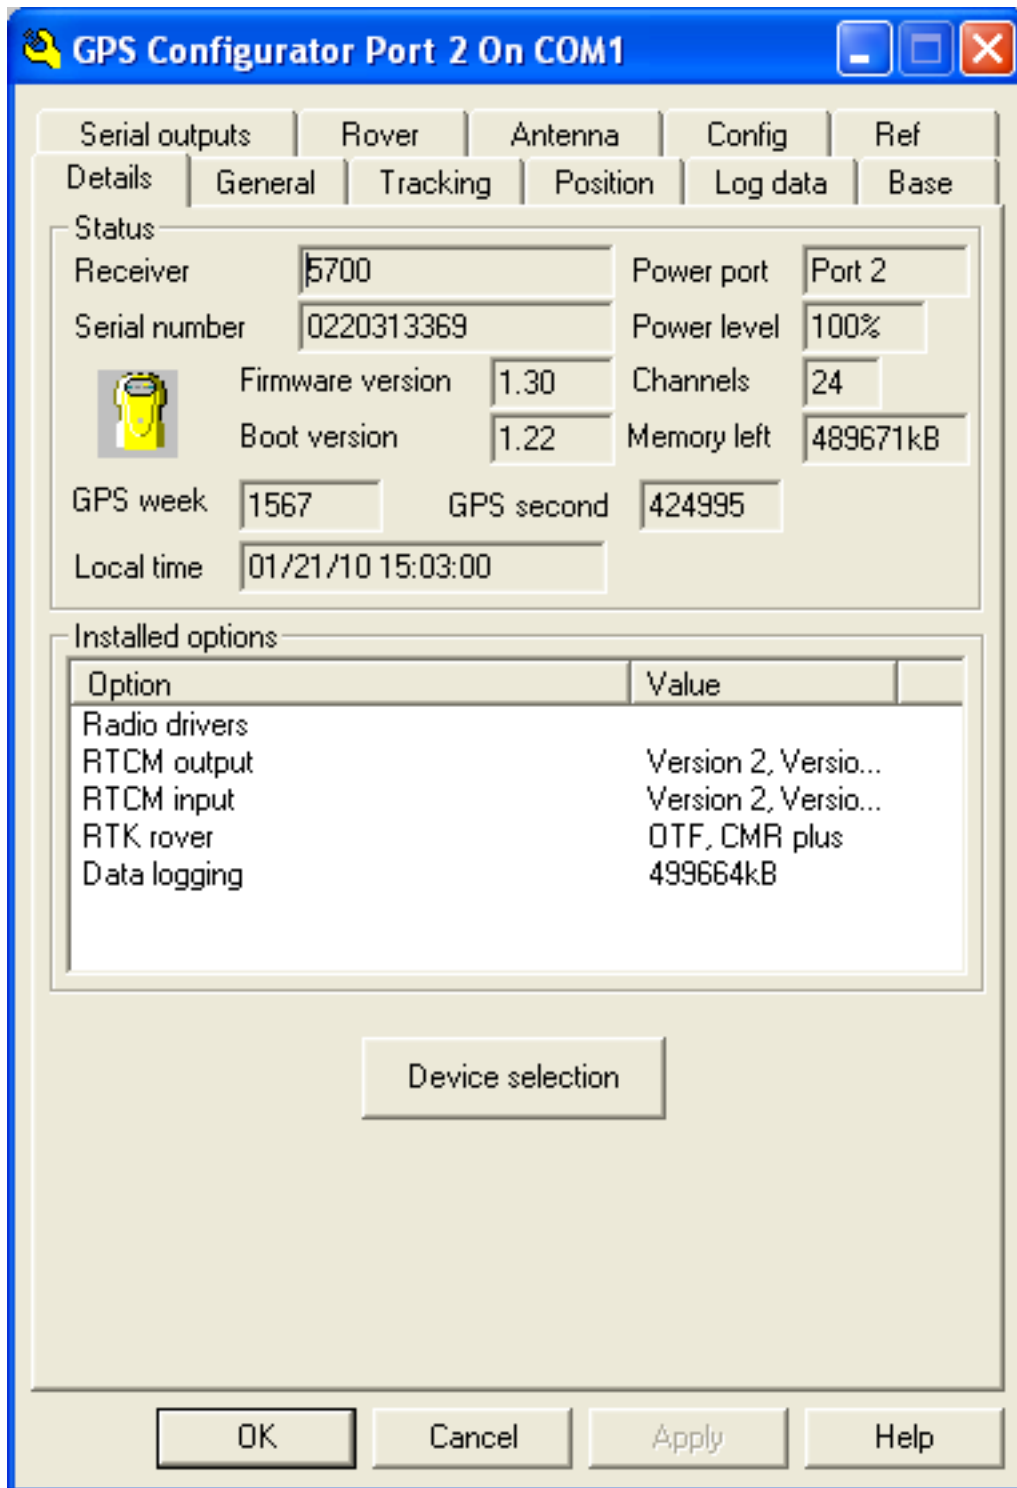 GPS Configurator Port 2 On COM1
Serial outputs Rover Antenna Config Ref
Details General Tracking Position Log data Base
Status
Receiver 5700 Power port Port 2
Serial number 0220313369 Power level 100%
Firmware version 1.30 Channels 24
Boot version 1.22 Memory left 489671kB
GPS week 1567 GPS second 424995
Local time 01/21/10 15:03:00
Installed options
Option Value
Radio drivers
RTCM output Version 2, Versio...
RTCM input Version 2, Versio...
RTK rover OTF, CMR plus
Data logging 499664kB
Device selection
OK Cancel Apply Help